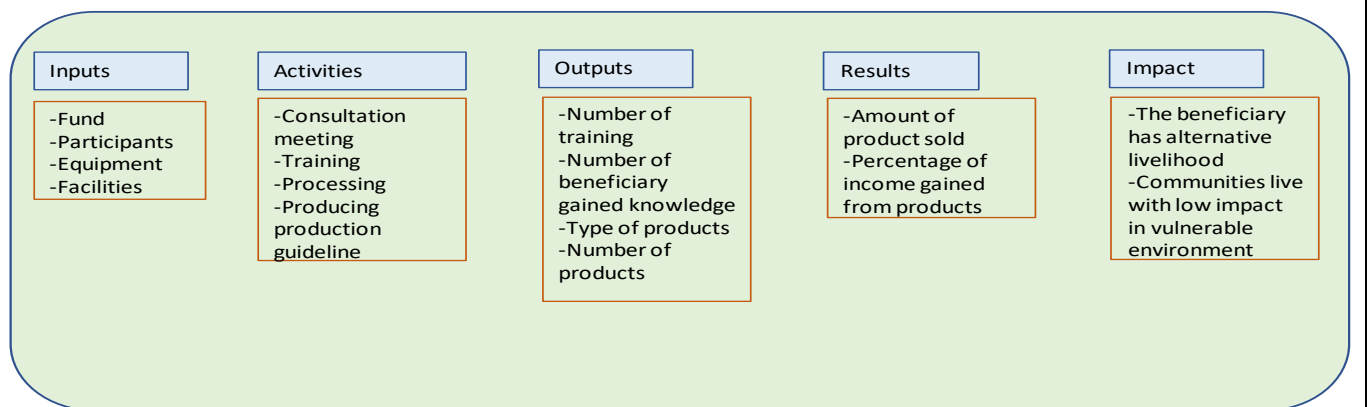 Inputs
-Fund
-Participants
-Equipment
-Facilities
Activities
-Consultation
meeting
-Training
-Processing
-Producing
production
guideline
Outputs
-Number of
training
-Number of
beneficiary
gained knowledge
-Type of products
-Number of
products
Results
-Amount of
product sold
-Percentage of
income gained
from products
Impact
-The beneficiary
has alternative
livelihood
-Communities live
with low impact
in vulnerable
environment